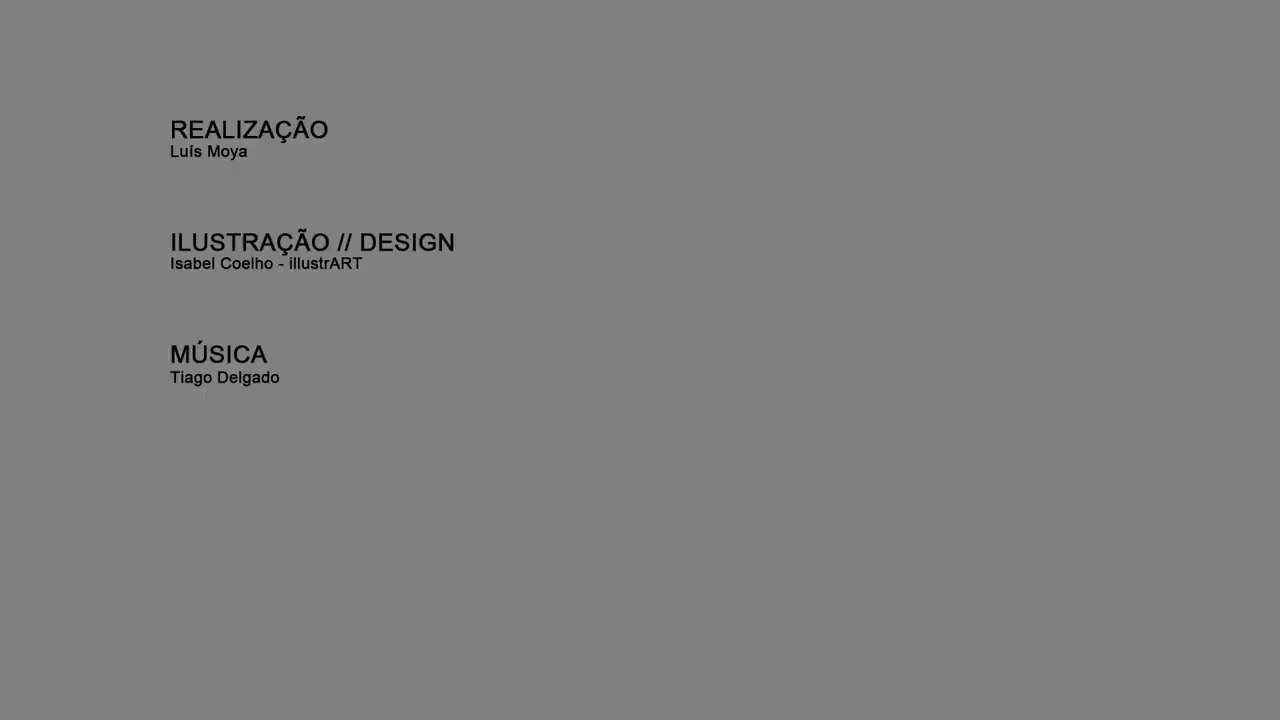 REALIZAÇÃO
Luís Moya
ILUSTRAÇÃO // DESIGN
Isabel Coelho - illustrART
MÚSICA
Tiago Delgado